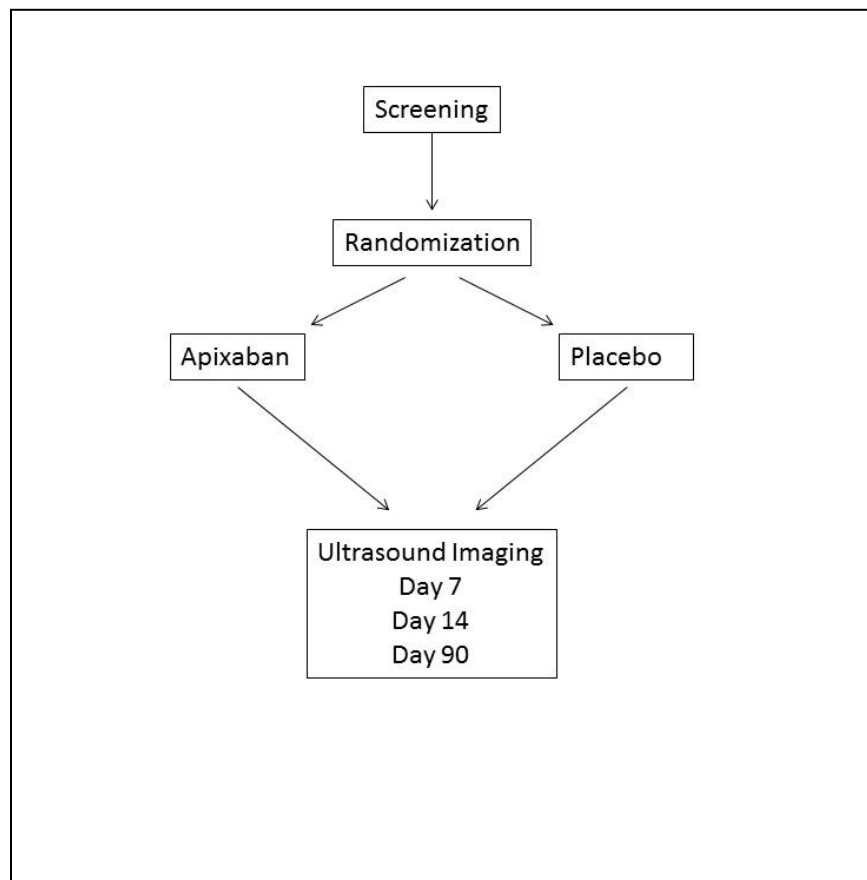 Screening
Randomization
Apixaban
Placebo
Ultrasound Imaging
Day 7
Day 14
Day 90